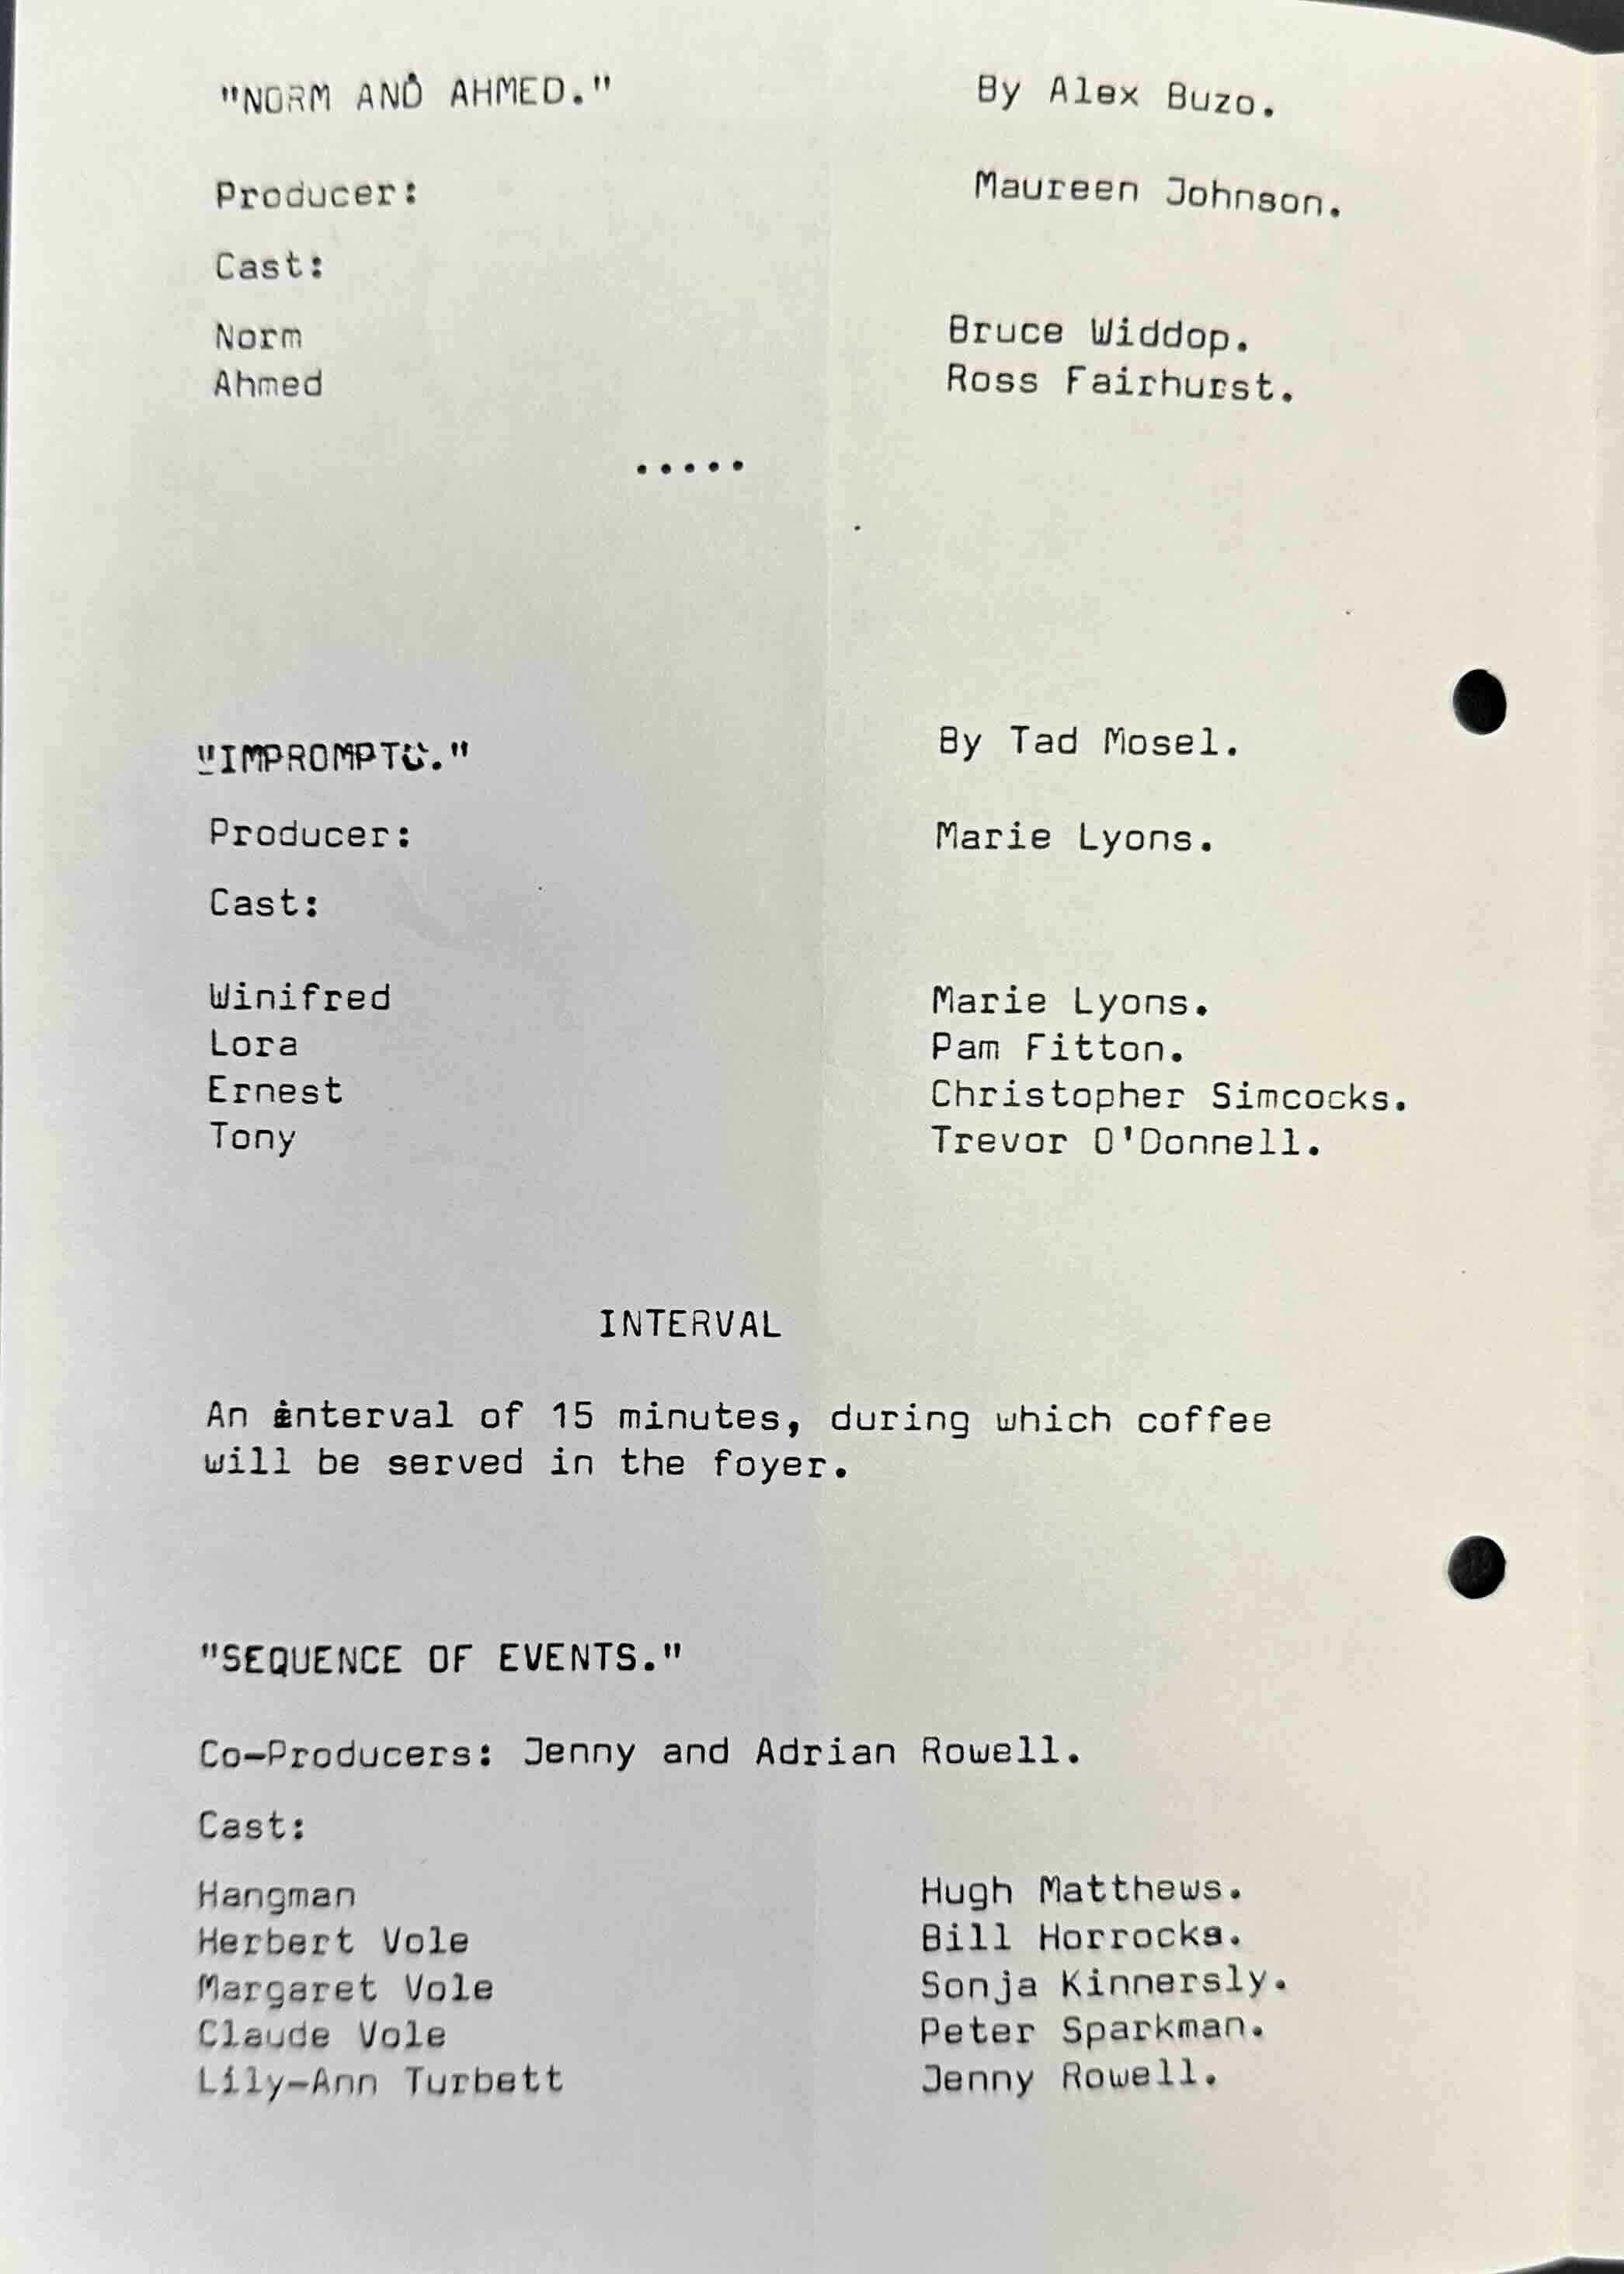 "NORM AND AHMED." By Alex Buzo.
Producer: Maureen Johnson.
Cast:
Norm Bruce Widdop.
Ahmed Ross Fairhurst.
.....
"IMPROMPTU." By Tad Mosel.
Producer: Marie Lyons.
Cast:
Winifred Marie Lyons.
Lora Pam Fitton.
Ernest Christopher Simcocks.
Tony Trevor O'Donnell.
INTERVAL
An interval of 15 minutes, during which coffee
will be served in the foyer.
"SEQUENCE OF EVENTS."
Co-Producers: Jenny and Adrian Rowell.
Cast:
Hangman Hugh Matthews.
Herbert Vole Bill Horrocks.
Margaret Vole Sonja Kinnersly.
Claude Vole Peter Sparkman.
Lily-Ann Turbett Jenny Rowell.